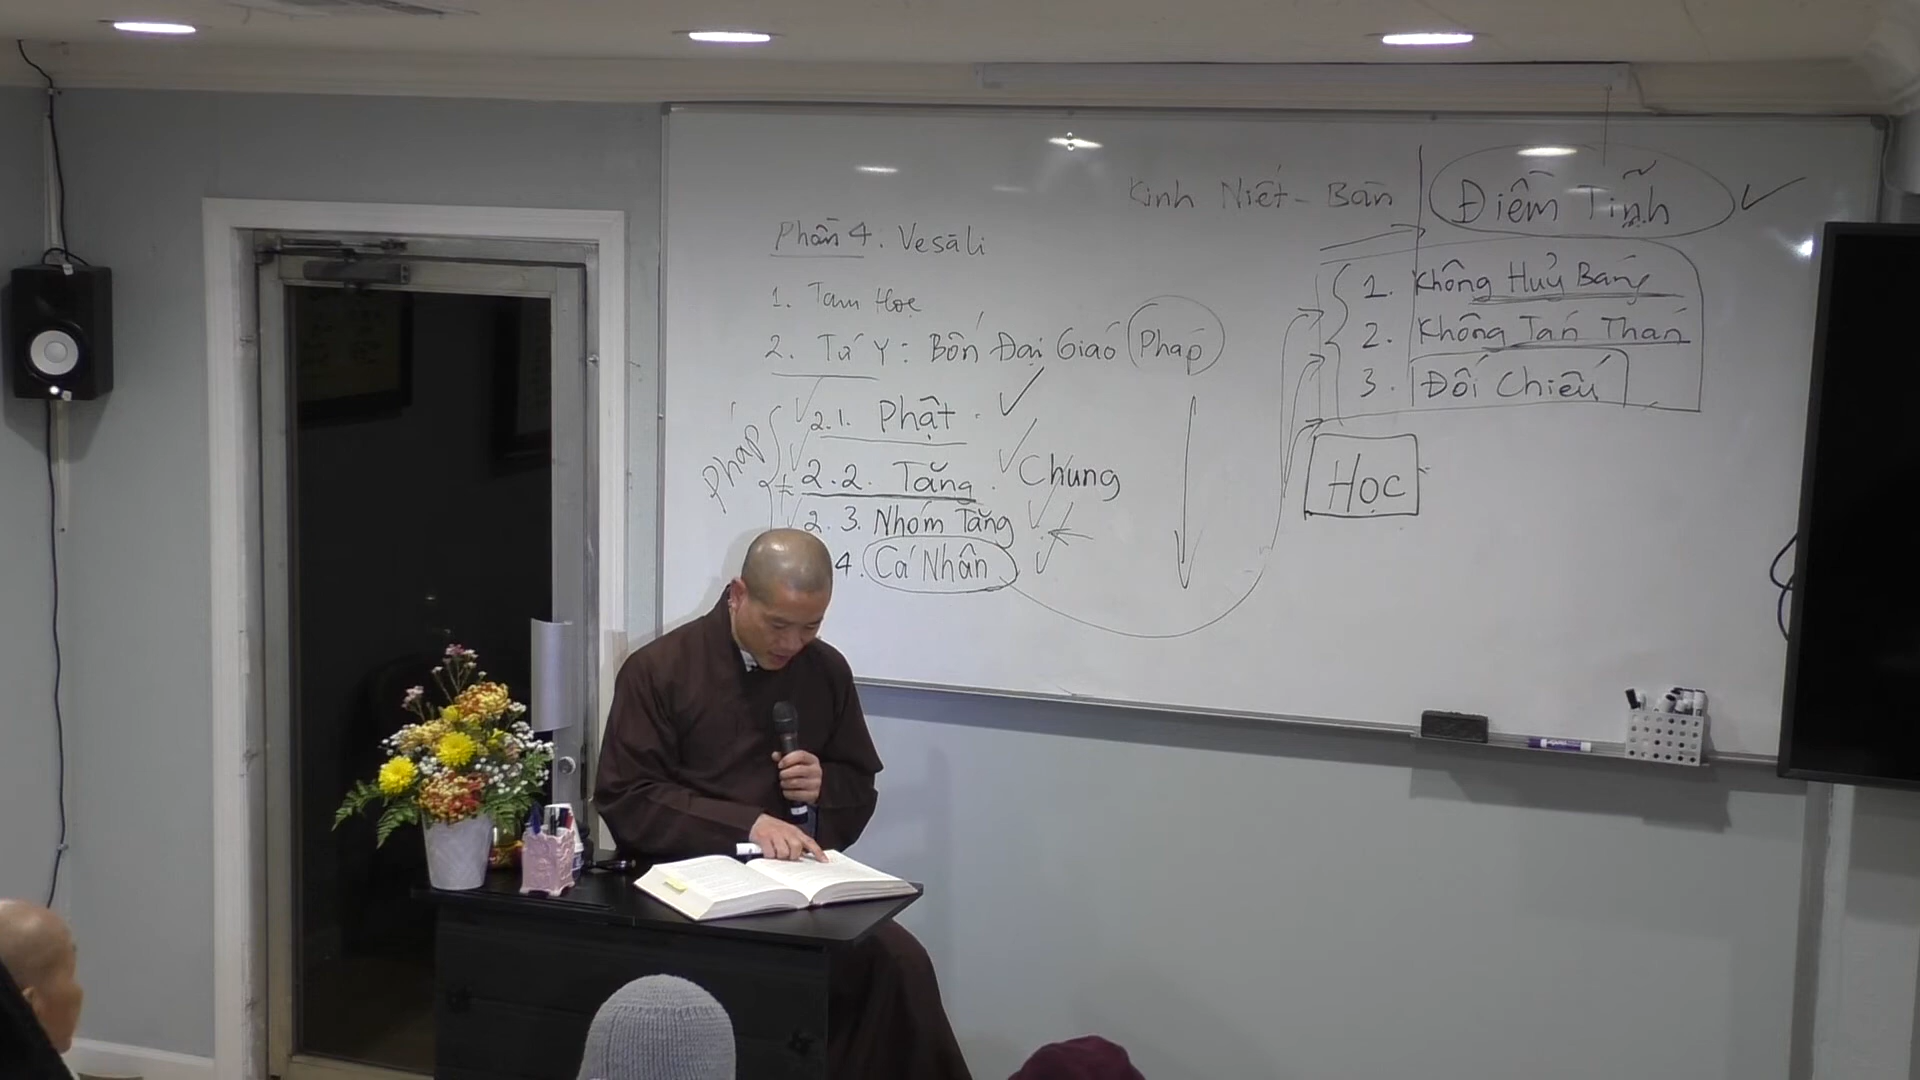 Kinh Niết - Bàn
Điềm Tĩnh
Phần 4. Vesāli
1. Tam Học
2. Tứ Y: Bốn Đại Giáo Pháp
Pháp
2.1. Phật.
2.2. Tăng. Chung
2.3. Nhóm Tăng
4. Cá Nhân
1. Không Huỷ Báng
2. Không Tán Thán
3. Đối Chiếu
Học